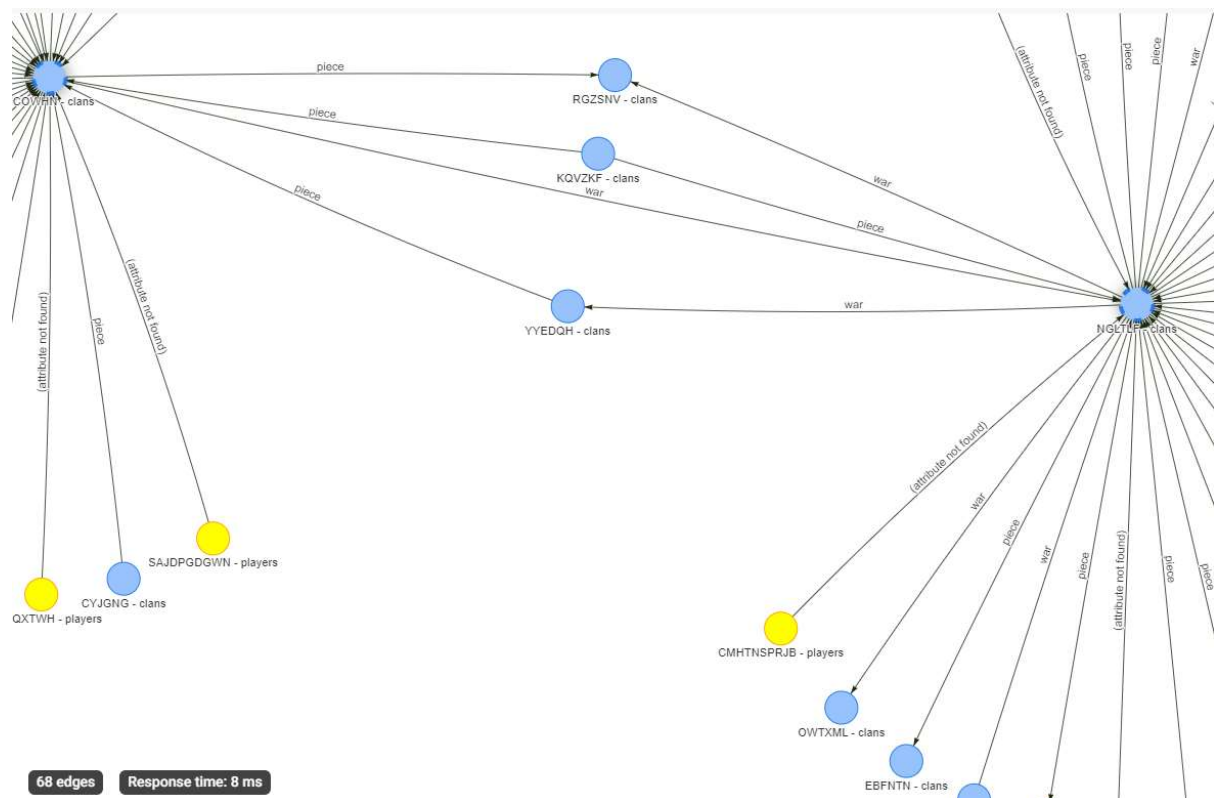 piece
COWHN - clans
RGZSNV - clans
piece
KQVZKF - clans
war
war
piece
piece
YYEDQH - clans
war
NGLTLF - clans
(attribute not found)
piece
piece
piece
war
(attribute not found)
piece
(attribute not found)
SAJDPGDGWN - players
CYJGNG - clans
QXTWH - players
(attribute not found)
war
piece
war
piece
(attribute not found)
piece
piece
CMHTNSPRJB - players
OWTXML - clans
EBFNTN - clans
68 edges
Response time: 8 ms